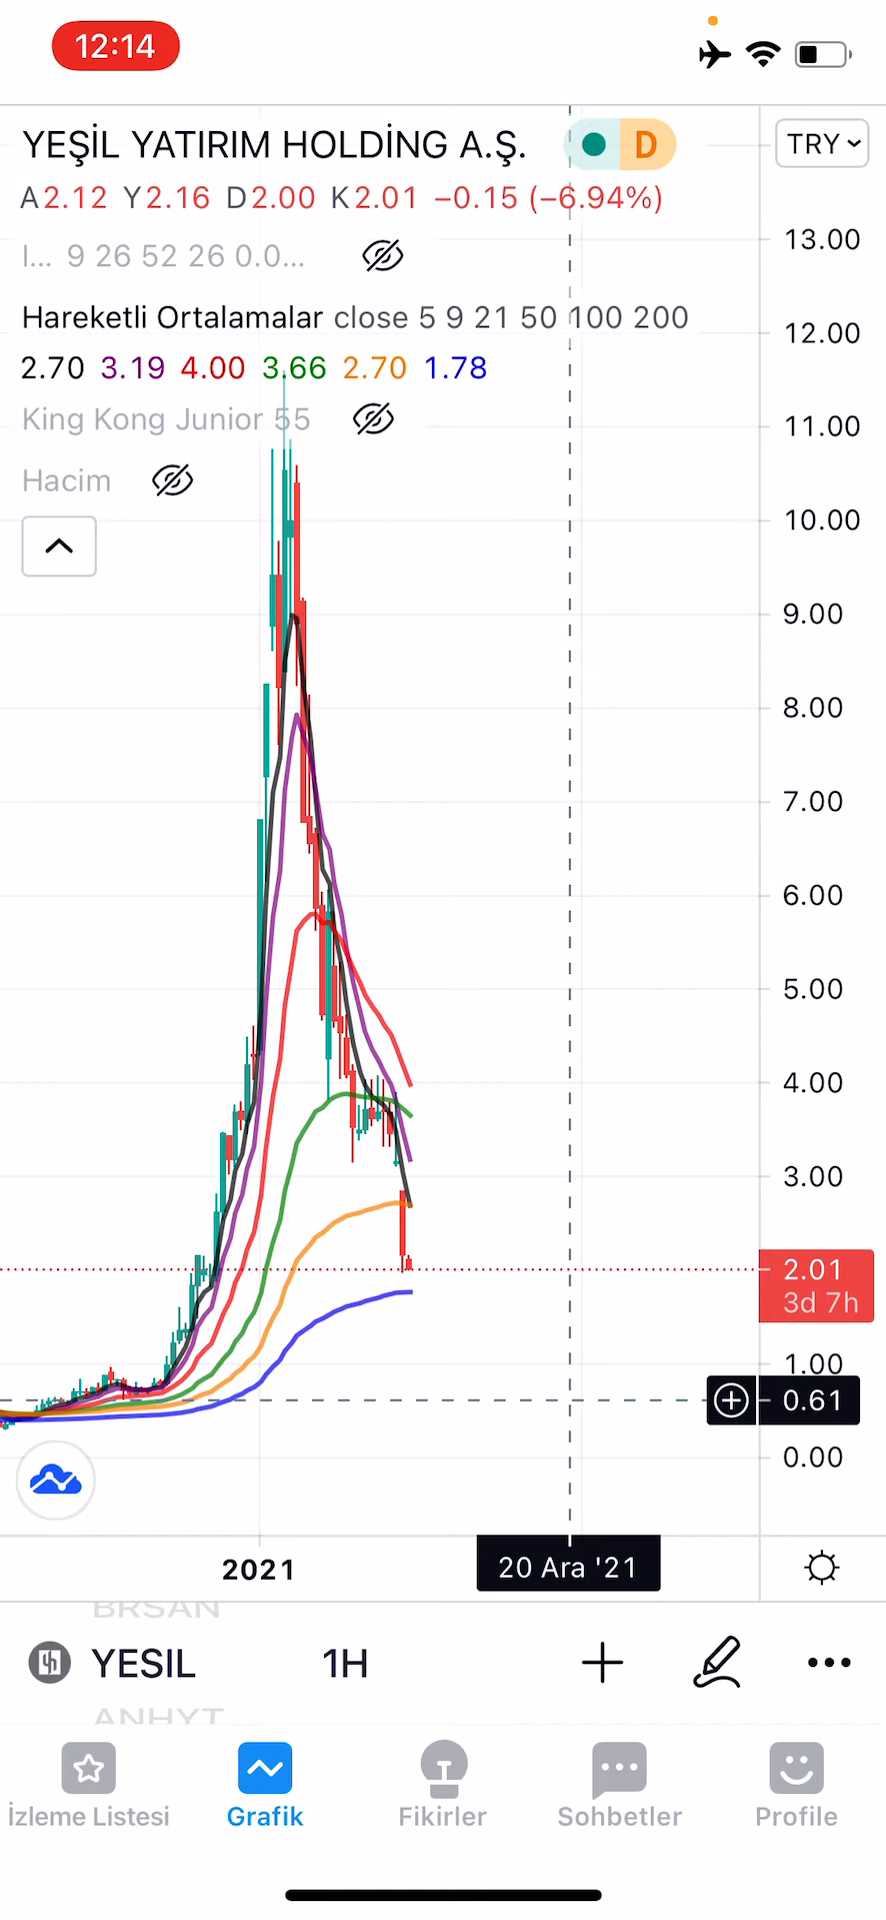 12:14
YEŞİL YATIRIM HOLDİNG A.Ş. D TRY
A2.12 Y2.16 D2.00 K2.01 −0.15 (−6.94%)
I... 9 26 52 26 0.0...
Hareketli Ortalamalar close 5 9 21 50 100 200
2.70 3.19 4.00 3.66 2.70 1.78
King Kong Junior 55
Hacim
13.00
12.00
11.00
10.00
9.00
8.00
7.00
6.00
5.00
4.00
3.00
2.01
3d 7h
1.00
0.61
0.00
2021 20 Ara '21
BRSAN
YESIL 1H
ANHYT
İzleme Listesi Grafik Fikirler Sohbetler Profile